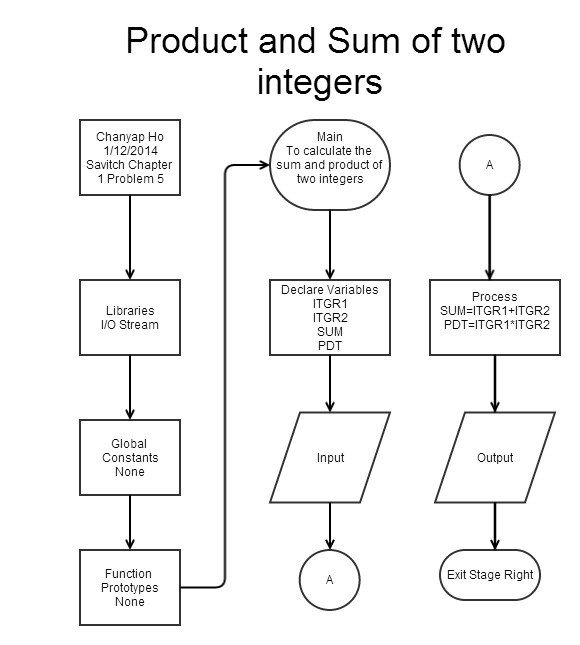 Product and Sum of two
integers
Chanyap Ho
1/12/2014
Savitch Chapter
1 Problem 5
Libraries
I/O Stream
Global
Constants
None
Function
Prototypes
None
Main
To calculate the
sum and product of
two integers
Declare Variables
ITGR1
ITGR2
SUM
PDT
Input
A
A
Process
SUM=ITGR1+ITGR2
PDT=ITGR1*ITGR2
Output
Exit Stage Right